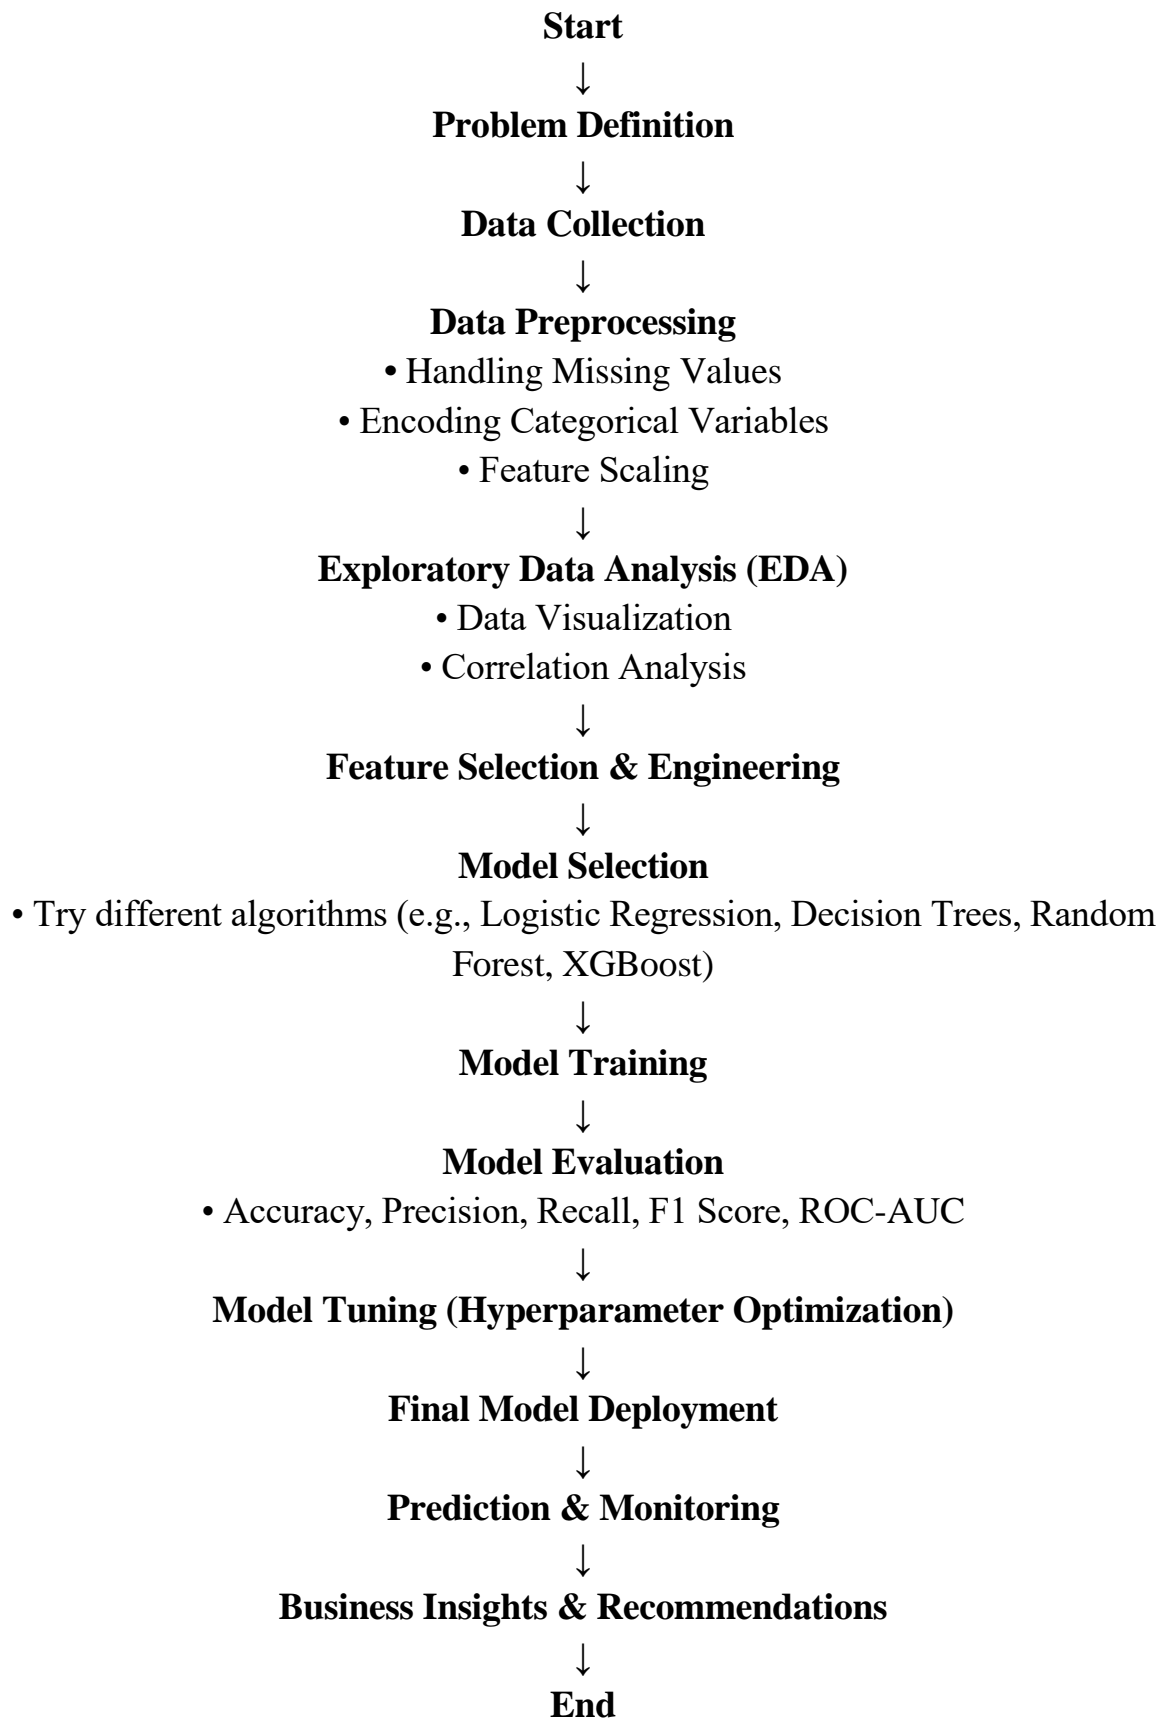 Start
↓
Problem Definition
↓
Data Collection
↓
Data Preprocessing
• Handling Missing Values
• Encoding Categorical Variables
• Feature Scaling
↓
Exploratory Data Analysis (EDA)
• Data Visualization
• Correlation Analysis
↓
Feature Selection & Engineering
↓
Model Selection
• Try different algorithms (e.g., Logistic Regression, Decision Trees, Random
Forest, XGBoost)
↓
Model Training
↓
Model Evaluation
• Accuracy, Precision, Recall, F1 Score, ROC-AUC
↓
Model Tuning (Hyperparameter Optimization)
↓
Final Model Deployment
↓
Prediction & Monitoring
↓
Business Insights & Recommendations
↓
End